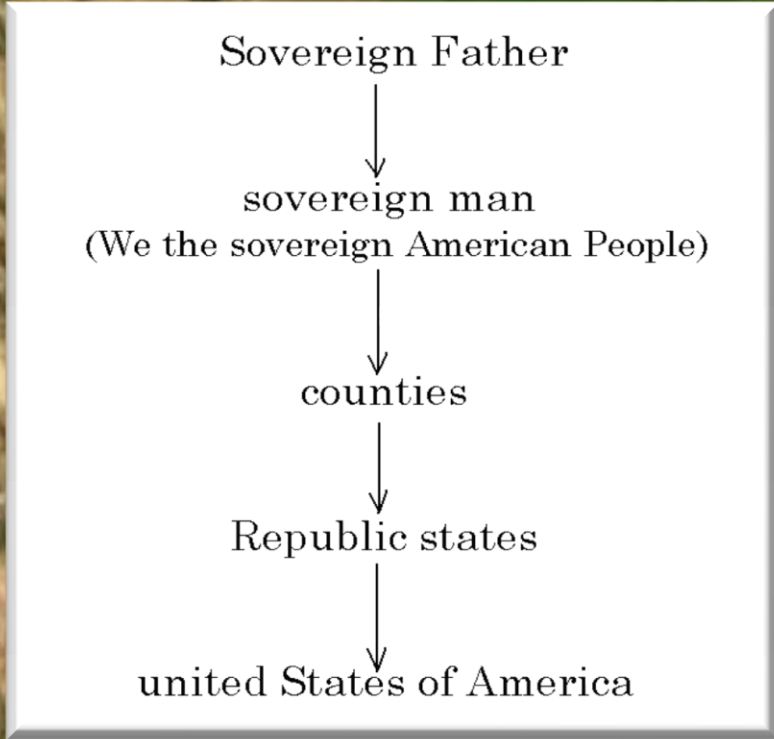 Sovereign Father
sovereign man
(We the sovereign American People)
counties
Republic states
united States of America